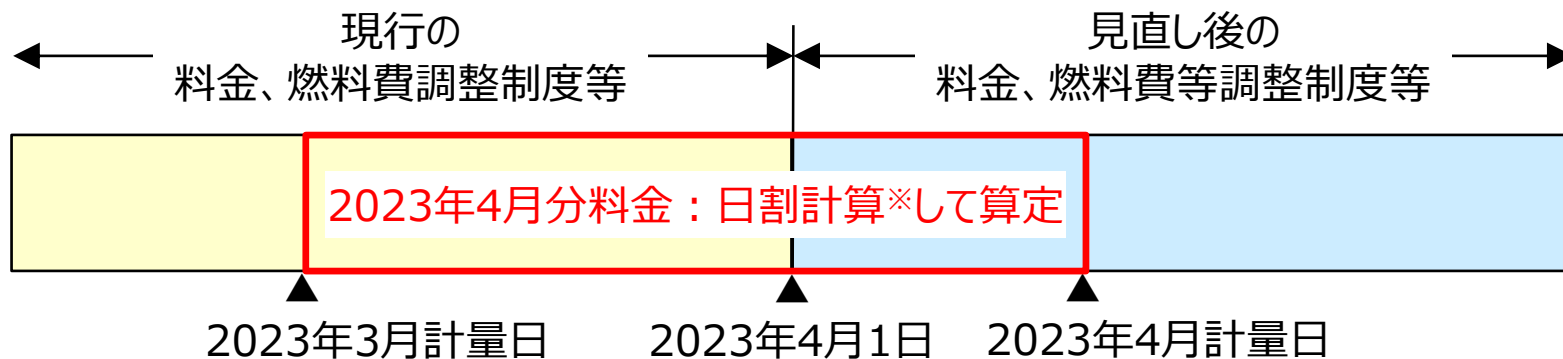 現行の
料金、燃料費調整制度等
見直し後の
料金、燃料費等調整制度等
2023年4月分料金：日割計算※して算定
2023年3月計量日
2023年4月1日
2023年4月計量日